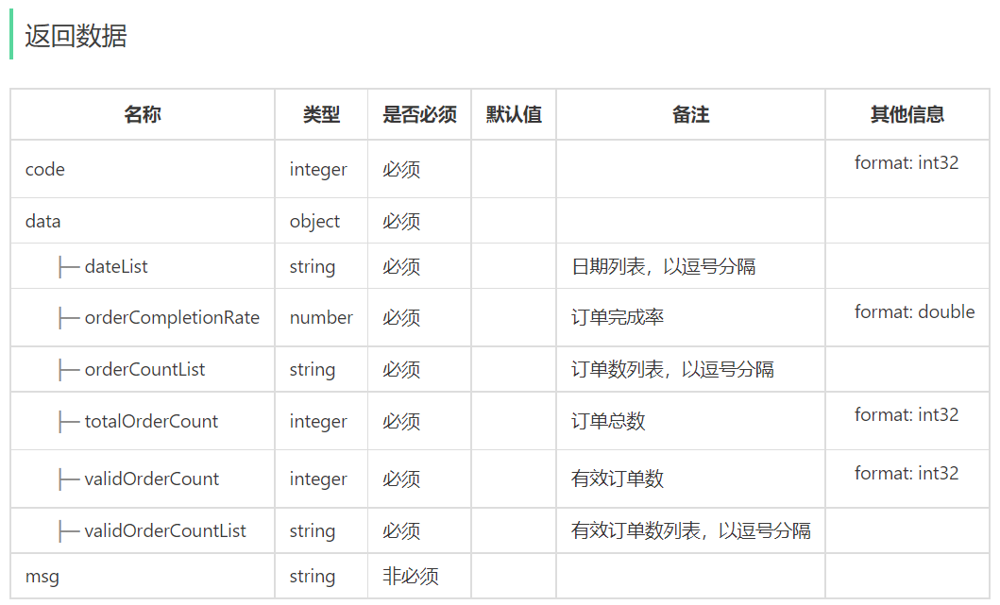 返回数据
名称 类型 是否必须 默认值 备注 其他信息
code integer 必须 format: int32
data object 必须
├─ dateList string 必须 日期列表，以逗号分隔
├─ orderCompletionRate number 必须 订单完成率 format: double
├─ orderCountList string 必须 订单数列表，以逗号分隔
├─ totalOrderCount integer 必须 订单总数 format: int32
├─ validOrderCount integer 必须 有效订单数 format: int32
├─ validOrderCountList string 必须 有效订单数列表，以逗号分隔
msg string 非必须